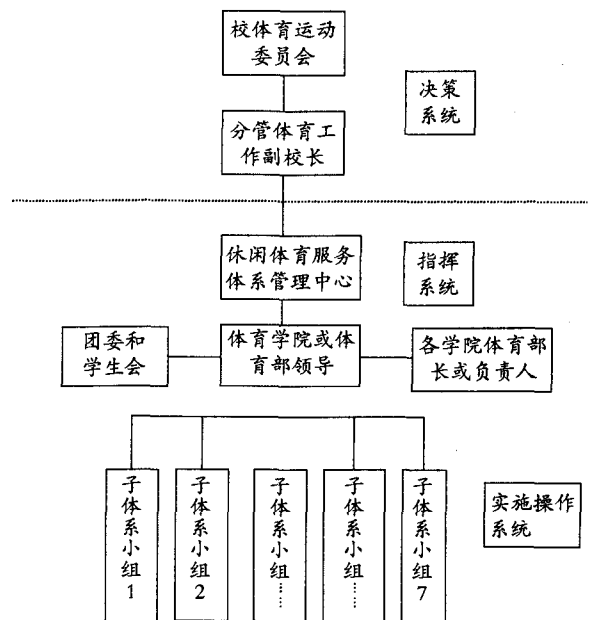 校体育运动
委员会
决策
系统
分管体育工
作副校长
休闲体育服务
体系管理中心
指挥
系统
团委和
学生会
体育学院或体
育部领导
各学院体育部
长或负责人
子体系小组1
子体系小组2
子体系小组……
子体系小组……
子体系小组7
实施操作
系统